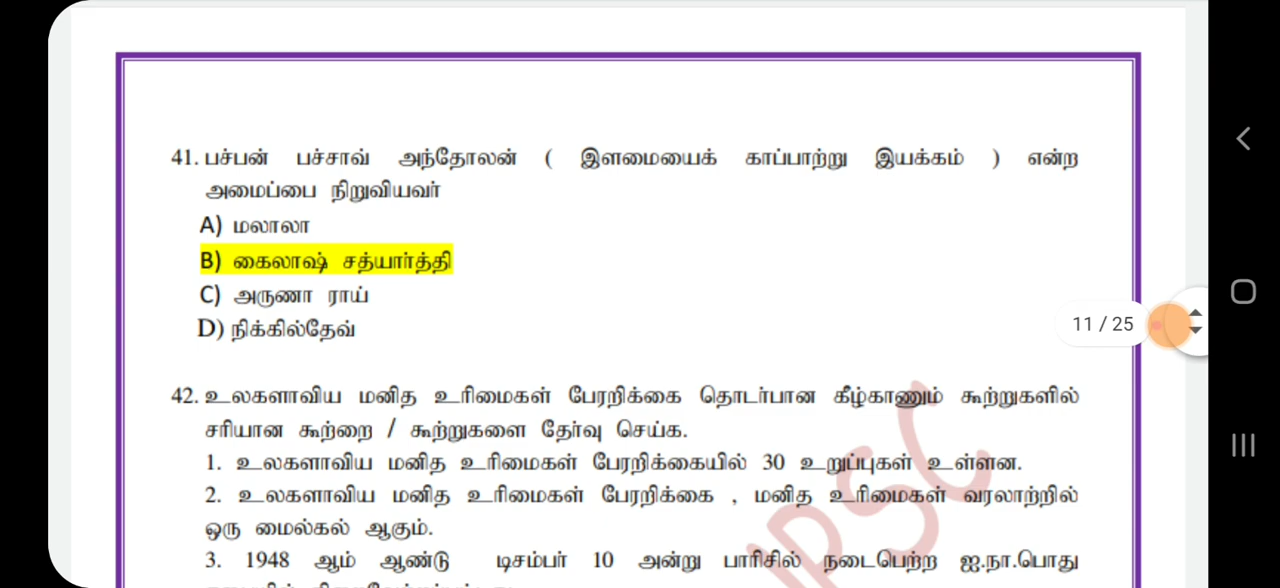 41. பச்பன் பச்சாவ் அந்தோலன் ( இளமையைக் காப்பாற்று இயக்கம் ) என்ற
அமைப்பை நிறுவியவர்
A) மலாலா
B) கைலாஷ் சத்யார்த்தி
C) அருணா ராய்
D) நிக்கில்தேவ்
11 / 25
42. உலகளாவிய மனித உரிமைகள் பேரறிக்கை தொடர்பான கீழ்காணும் கூற்றுகளில்
சரியான கூற்றை / கூற்றுகளை தேர்வு செய்க.
1. உலகளாவிய மனித உரிமைகள் பேரறிக்கையில் 30 உறுப்புகள் உள்ளன.
2. உலகளாவிய மனித உரிமைகள் பேரறிக்கை , மனித உரிமைகள் வரலாற்றில்
ஒரு மைல்கல் ஆகும்.
3. 1948 ஆம் ஆண்டு டிசம்பர் 10 அன்று பாரிசில் நடைபெற்ற ஐ.நா.பொது